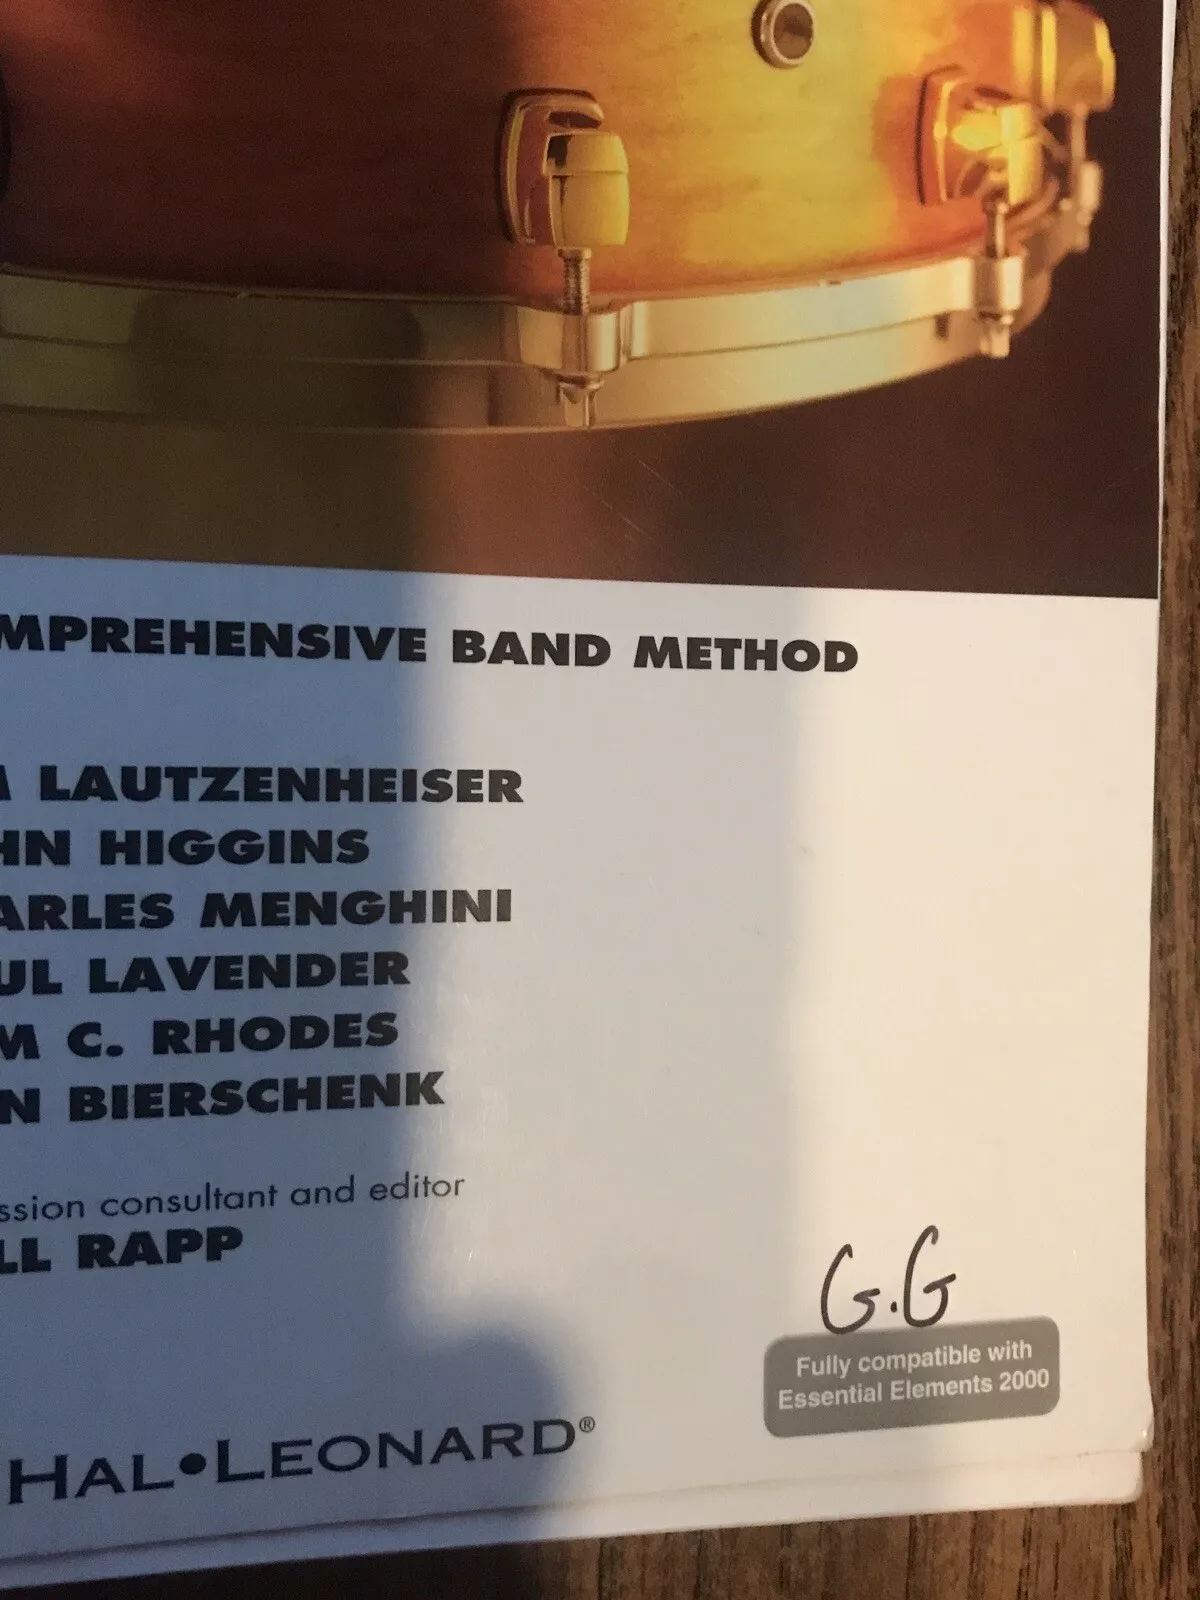 MPREHENSIVE BAND METHOD
LAUTZENHEISER
HN HIGGINS
ARLES MENGHINI
UL LAVENDER
M C. RHODES
N BIERSCHENK
ssion consultant and editor
LL RAPP
G.G
Fully compatible with
Essential Elements 2000
HAL•LEONARD®